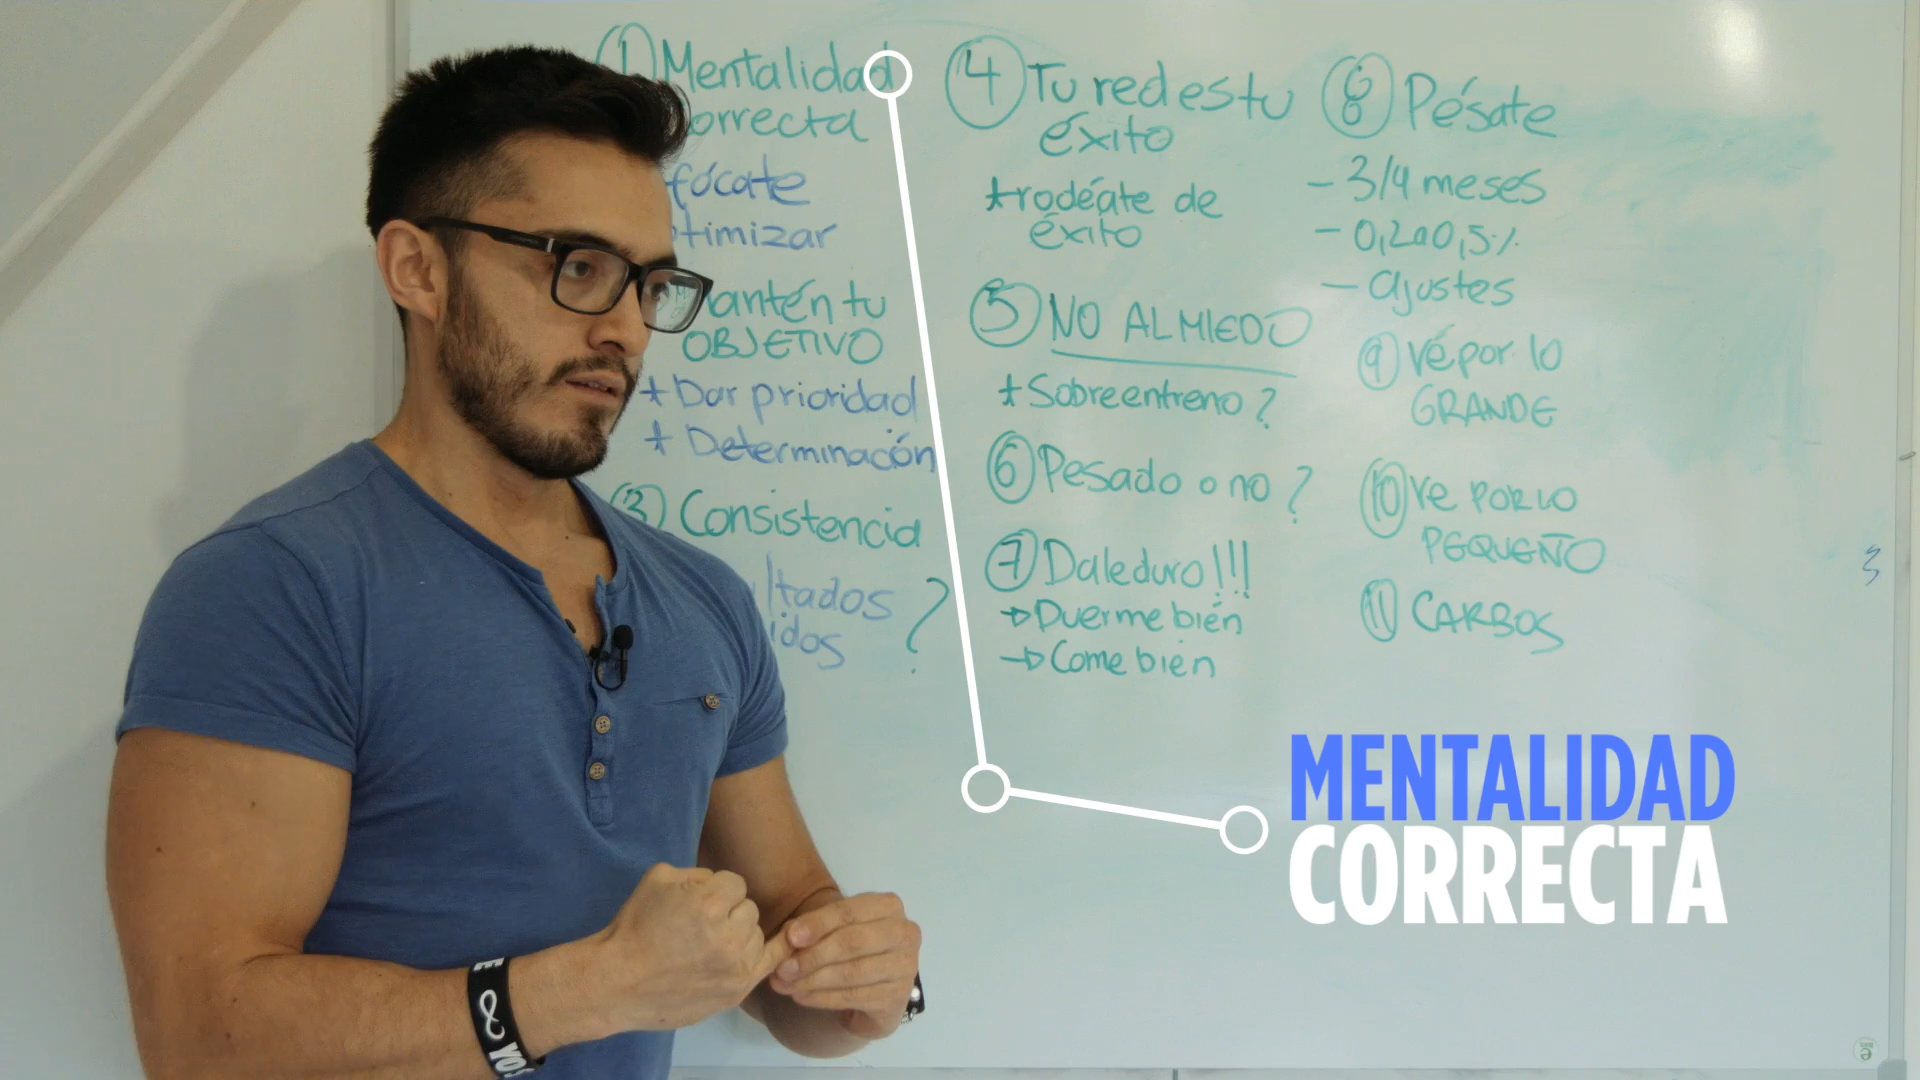 ① Mentalidad
orrecta
fócate
timizar
antén tu
OBJETIVO
* Dar prioridad
* Determinación
③ Consistencia
ltados
idos ?
④ Tu red es tu
éxito
* rodéate de
éxito
⑤ NO AL MIEDO
* Sobreentreno?
⑥ Pesado o no?
⑦ Dale duro!!!
→ Duerme bién
→ Come bien
⑧ Pésate
- 3/4 meses
- 0,2 a 0,5%
- ajustes
⑨ Vé por lo
GRANDE
⑩ Ve POR LO
PEQUEÑO
⑪ CARBOS
MENTALIDAD
CORRECTA